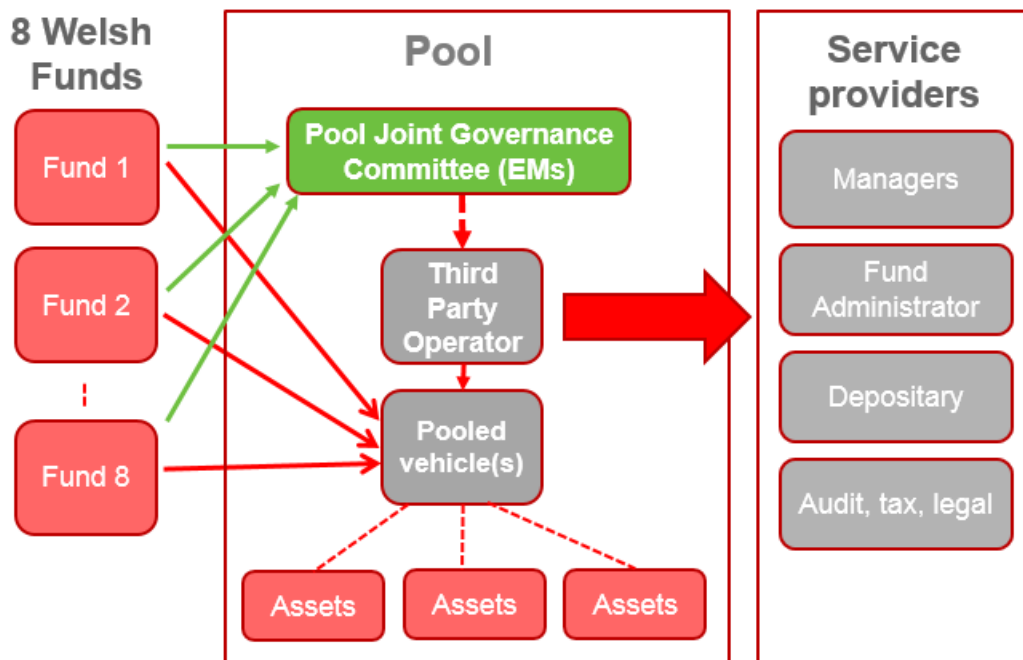 8 Welsh
Funds
Fund 1
Fund 2
Fund 8
Pool
Pool Joint Governance
Committee (EMs)
Third
Party
Operator
Pooled
vehicle(s)
Assets
Assets
Assets
Service
providers
Managers
Fund
Administrator
Depositary
Audit, tax, legal